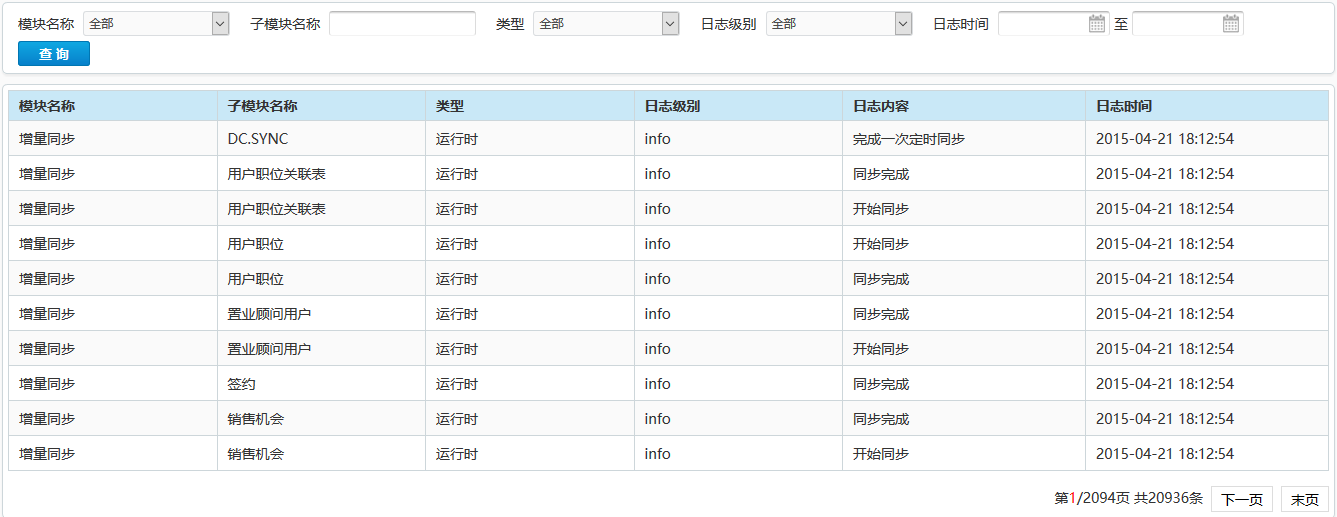 模块名称 全部 子模块名称 类型 全部 日志级别 全部 日志时间 至
查 询
模块名称 子模块名称 类型 日志级别 日志内容 日志时间
增量同步 DC.SYNC 运行时 info 完成一次定时同步 2015-04-21 18:12:54
增量同步 用户职位关联表 运行时 info 同步完成 2015-04-21 18:12:54
增量同步 用户职位关联表 运行时 info 开始同步 2015-04-21 18:12:54
增量同步 用户职位 运行时 info 开始同步 2015-04-21 18:12:54
增量同步 用户职位 运行时 info 同步完成 2015-04-21 18:12:54
增量同步 置业顾问用户 运行时 info 同步完成 2015-04-21 18:12:54
增量同步 置业顾问用户 运行时 info 开始同步 2015-04-21 18:12:54
增量同步 签约 运行时 info 同步完成 2015-04-21 18:12:54
增量同步 销售机会 运行时 info 同步完成 2015-04-21 18:12:54
增量同步 销售机会 运行时 info 开始同步 2015-04-21 18:12:54
第1/2094页 共20936条 下一页 末页